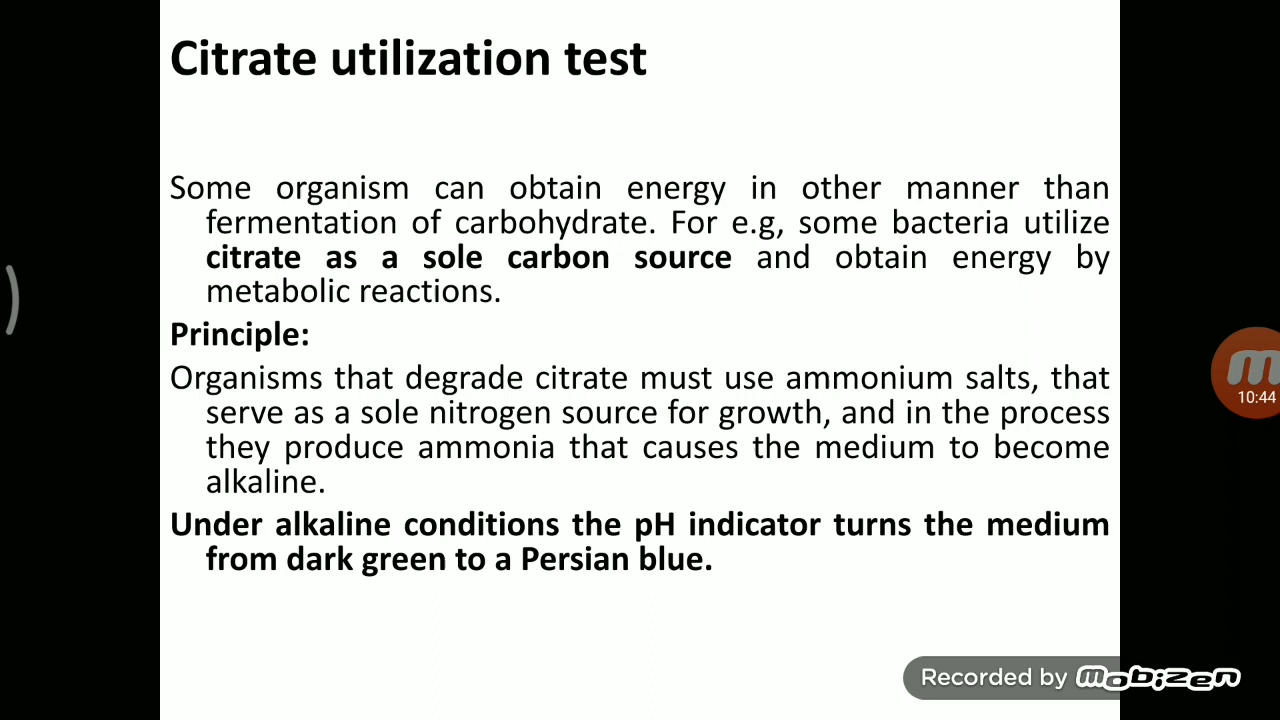 Citrate utilization test
Some organism can obtain energy in other manner than
fermentation of carbohydrate. For e.g, some bacteria utilize
citrate as a sole carbon source and obtain energy by
metabolic reactions.
Principle:
Organisms that degrade citrate must use ammonium salts, that
serve as a sole nitrogen source for growth, and in the process
they produce ammonia that causes the medium to become
alkaline.
Under alkaline conditions the pH indicator turns the medium
from dark green to a Persian blue.
10:44
Recorded by mobizen